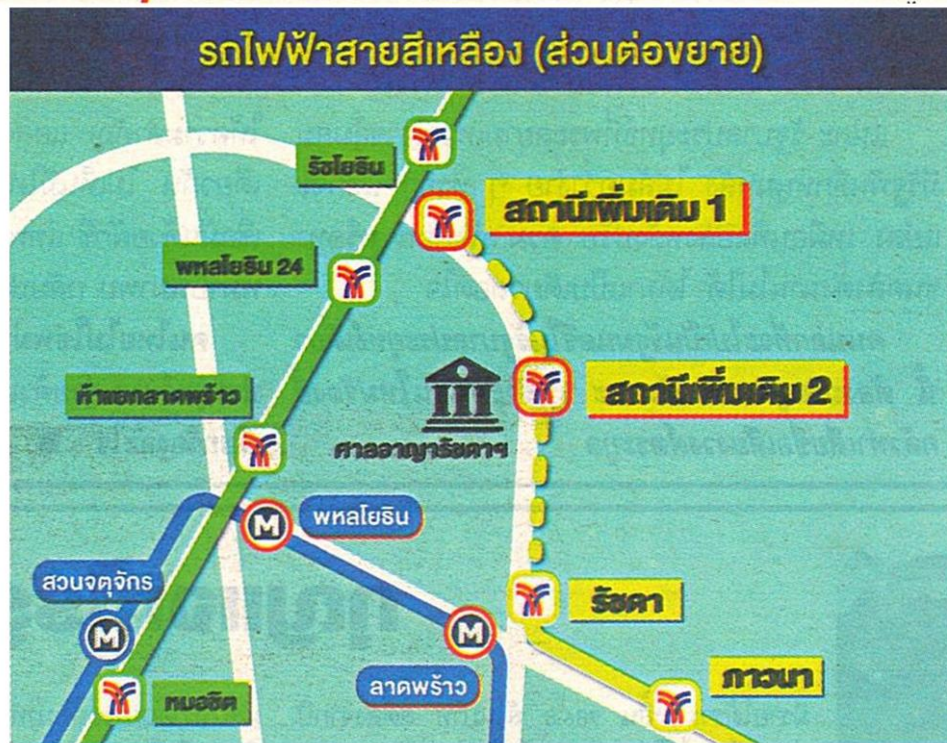 รถไฟฟ้าสายสีเหลือง (ส่วนต่อขยาย)
รัชโยธิน
สถานีเพิ่มเติม 1
พหลโยธิน 24
ห้าแยกลาดพร้าว
สถานีเพิ่มเติม 2
ศาลอาญารัชดาฯ
M
พหลโยธิน
สวนจตุจักร
M
รัชดา
M
ลาดพร้าว
ภาวนา
หมอชิต